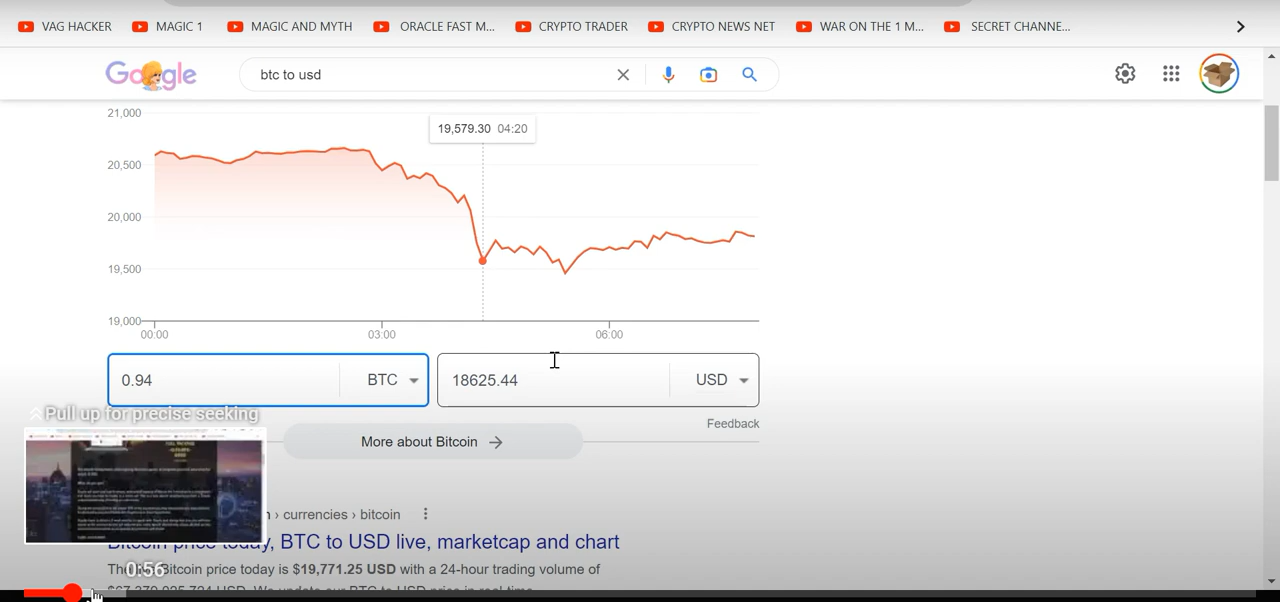 VAG HACKER MAGIC 1 MAGIC AND MYTH ORACLE FAST M... CRYPTO TRADER CRYPTO NEWS NET WAR ON THE 1 M... SECRET CHANNE...
Google btc to usd
21,000
19,579.30 04:20
20,500
20,000
19,500
19,000
00:00 03:00 06:00
0.94 BTC 18625.44 USD
Pull up for precise seeking
Feedback
More about Bitcoin
› currencies › bitcoin
Bitcoin price today, BTC to USD live, marketcap and chart
Bitcoin price today is $19,771.25 USD with a 24-hour trading volume of
0:56